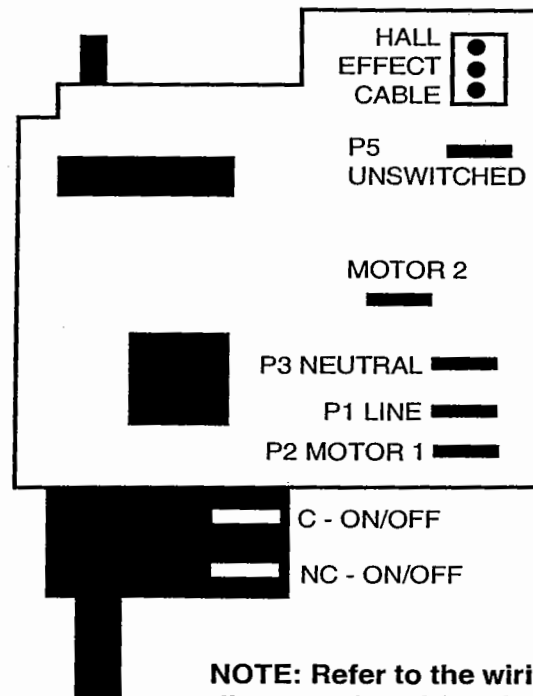 HALL
EFFECT
CABLE
P5
UNSWITCHED
MOTOR 2
P3 NEUTRAL
P1 LINE
P2 MOTOR 1
C - ON/OFF
NC - ON/OFF
NOTE: Refer to the